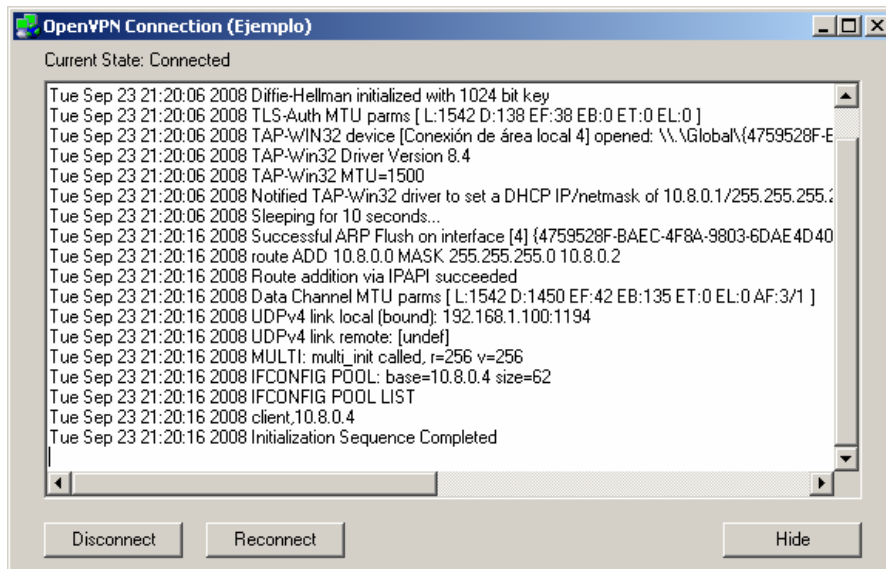 OpenVPN Connection (Ejemplo)
Current State: Connected
Tue Sep 23 21:20:06 2008 Diffie-Hellman initialized with 1024 bit key
Tue Sep 23 21:20:06 2008 TLS-Auth MTU parms [ L:1542 D:138 EF:38 EB:0 ET:0 EL:0 ]
Tue Sep 23 21:20:06 2008 TAP-WIN32 device [Conexión de área local 4] opened: \\.\Global\{4759528F-E
Tue Sep 23 21:20:06 2008 TAP-Win32 Driver Version 8.4
Tue Sep 23 21:20:06 2008 TAP-Win32 MTU=1500
Tue Sep 23 21:20:06 2008 Notified TAP-Win32 driver to set a DHCP IP/netmask of 10.8.0.1/255.255.255.2
Tue Sep 23 21:20:06 2008 Sleeping for 10 seconds...
Tue Sep 23 21:20:16 2008 Successful ARP Flush on interface [4] {4759528F-BAEC-4F8A-9803-6DAE4D40
Tue Sep 23 21:20:16 2008 route ADD 10.8.0.0 MASK 255.255.255.0 10.8.0.2
Tue Sep 23 21:20:16 2008 Route addition via IPAPI succeeded
Tue Sep 23 21:20:16 2008 Data Channel MTU parms [ L:1542 D:1450 EF:42 EB:135 ET:0 EL:0 AF:3/1 ]
Tue Sep 23 21:20:16 2008 UDPv4 link local (bound): 192.168.1.100:1194
Tue Sep 23 21:20:16 2008 UDPv4 link remote: [undef]
Tue Sep 23 21:20:16 2008 MULTI: multi_init called, r=256 v=256
Tue Sep 23 21:20:16 2008 IFCONFIG POOL: base=10.8.0.4 size=62
Tue Sep 23 21:20:16 2008 IFCONFIG POOL LIST
Tue Sep 23 21:20:16 2008 client,10.8.0.4
Tue Sep 23 21:20:16 2008 Initialization Sequence Completed
Disconnect
Reconnect
Hide